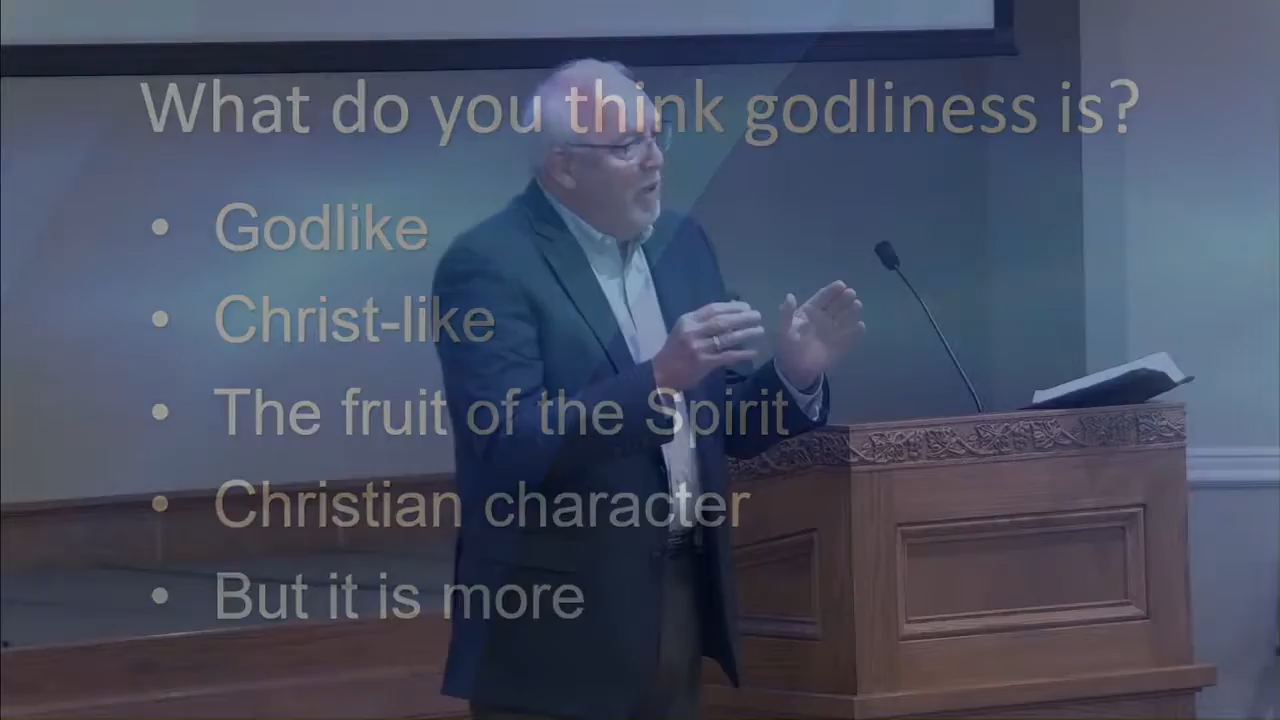 What do you think godliness is?
• Godlike
• Christ-like
• The fruit of the Spirit
• Christian character
• But it is more